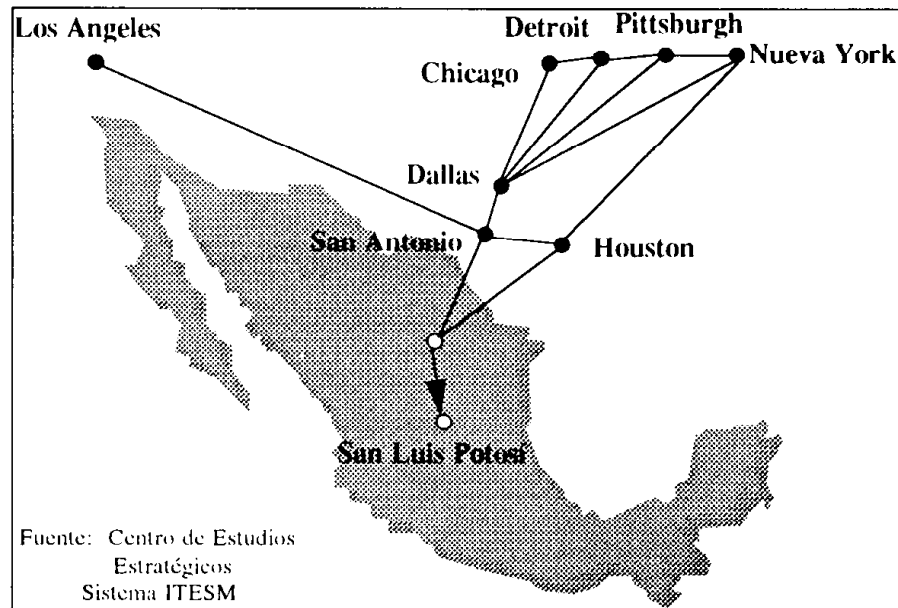 Los Angeles
Detroit
Pittsburgh
Chicago
Nueva York
Dallas
San Antonio
Houston
San Luis Potosí
Fuente: Centro de Estudios
Estratégicos
Sistema ITESM